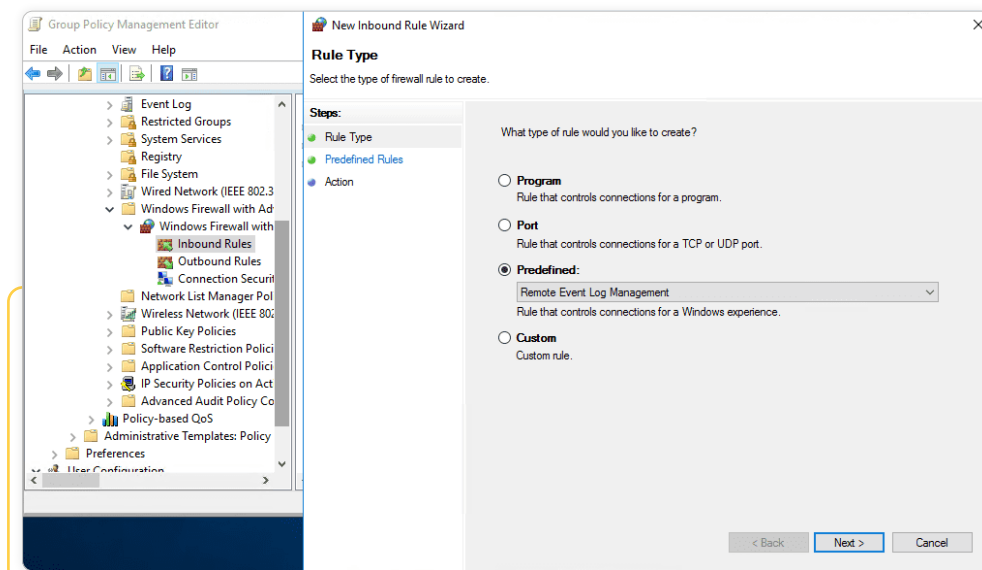 Group Policy Management Editor
File Action View Help
Event Log
Restricted Groups
System Services
Registry
File System
Wired Network (IEEE 802.3
Windows Firewall with Ad
Windows Firewall with
Inbound Rules
Outbound Rules
Connection Securit
Network List Manager Pol
Wireless Network (IEEE 802
Public Key Policies
Software Restriction Polici
Application Control Polici
IP Security Policies on Act
Advanced Audit Policy Co
Policy-based QoS
Administrative Templates: Policy
Preferences
User Configuration
New Inbound Rule Wizard
Rule Type
Select the type of firewall rule to create.
Steps:
Rule Type
Predefined Rules
Action
What type of rule would you like to create?
Program
Rule that controls connections for a program.
Port
Rule that controls connections for a TCP or UDP port.
Predefined:
Remote Event Log Management
Rule that controls connections for a Windows experience.
Custom
Custom rule.
< Back Next > Cancel